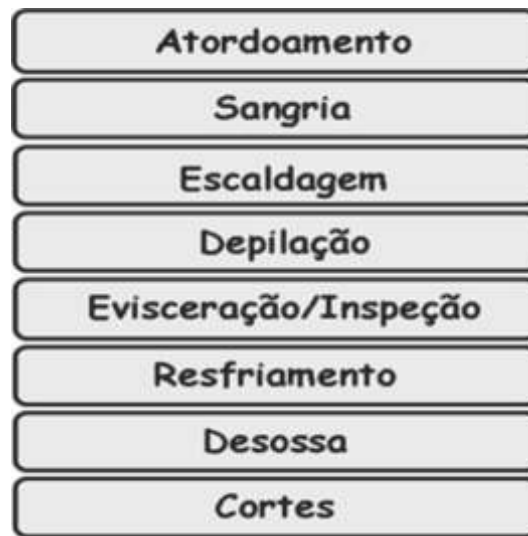 Atordoamento
Sangria
Escaldagem
Depilação
Evisceração/Inspeção
Resfriamento
Desossa
Cortes